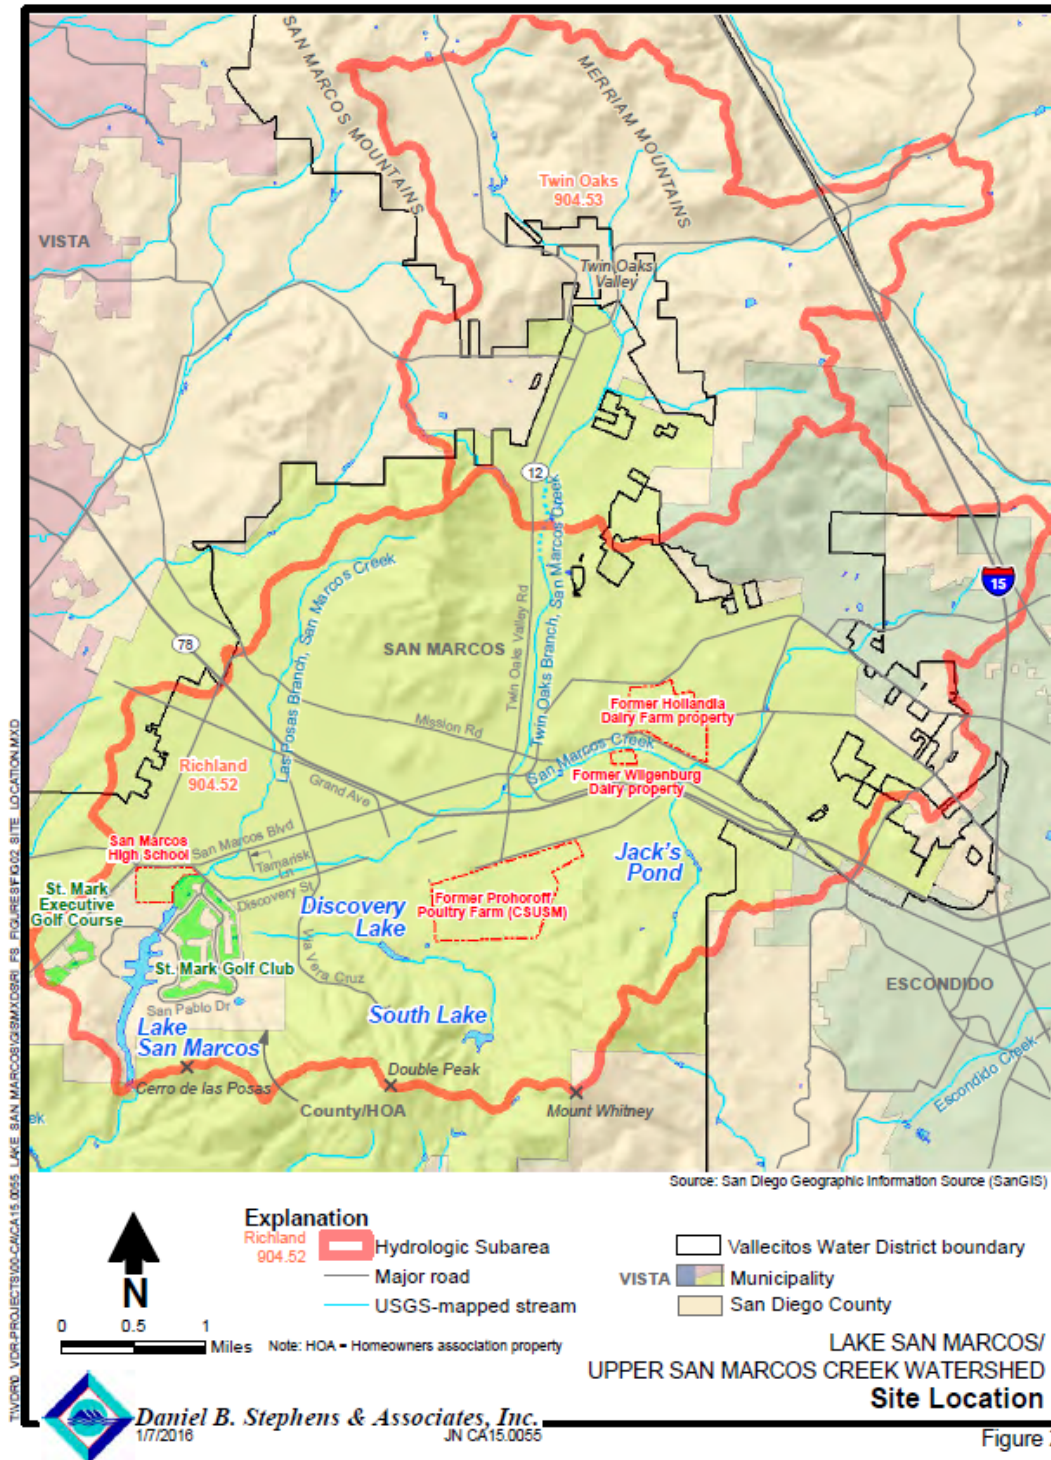 SAN MARCOS MOUNTAINS
MERRIAM MOUNTAINS
Twin Oaks
904.53
VISTA
Twin Oaks
Valley
12
Twin Oaks Branch, San Marcos Creek
Las Posas Branch, San Marcos Creek
15
78
SAN MARCOS
Twin Oaks Valley Rd
Mission Rd
Former Hollandia
Dairy Farm property
San Marcos Creek
Former Wilgenburg
Dairy property
Richland
904.52
Grand Ave
San Marcos Blvd
San Marcos
High School
Tamarisk
Ln
Discovery St
Jack's
Pond
St. Mark
Executive
Golf Course
Discovery
Lake
Former Prohoroff
Poultry Farm (CSUSM)
Via Vera Cruz
St. Mark Golf Club
ESCONDIDO
San Pablo Dr
South Lake
Lake
San Marcos
Double Peak
Cerro de las Posas
County/HOA
Mount Whitney
Escondido Creek
ek
Source: San Diego Geographic Information Source (SanGIS)
Explanation
Richland
904.52
Hydrologic Subarea
Major road
USGS-mapped stream
Vallecitos Water District boundary
VISTA
Municipality
San Diego County
N
0 0.5 1
Miles
Note: HOA = Homeowners association property
LAKE SAN MARCOS/
UPPER SAN MARCOS CREEK WATERSHED
Site Location
Daniel B. Stephens & Associates, Inc.
1/7/2016
JN CA15.0055
Figure 2